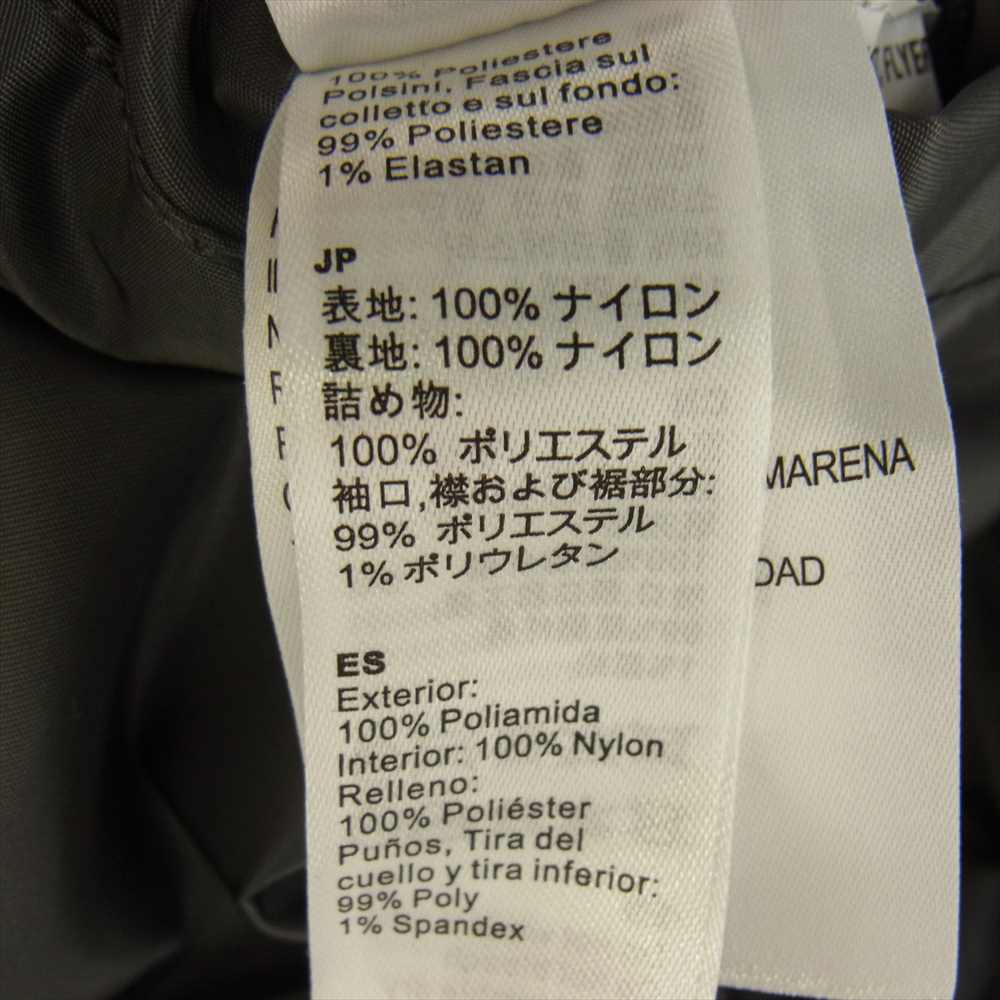 100% Poliestere
Polsini, Fascia sul
colletto e sul fondo:
99% Poliestere
1% Elastan
JP
表地: 100% ナイロン
裏地: 100% ナイロン
詰め物:
100% ポリエステル
袖口,襟および裾部分:
99% ポリエステル
1% ポリウレタン
ES
Exterior:
100% Poliamida
Interior: 100% Nylon
Relleno:
100% Poliéster
Puños, Tira del
cuello y tira inferior:
99% Poly
1% Spandex
MARENA
DAD